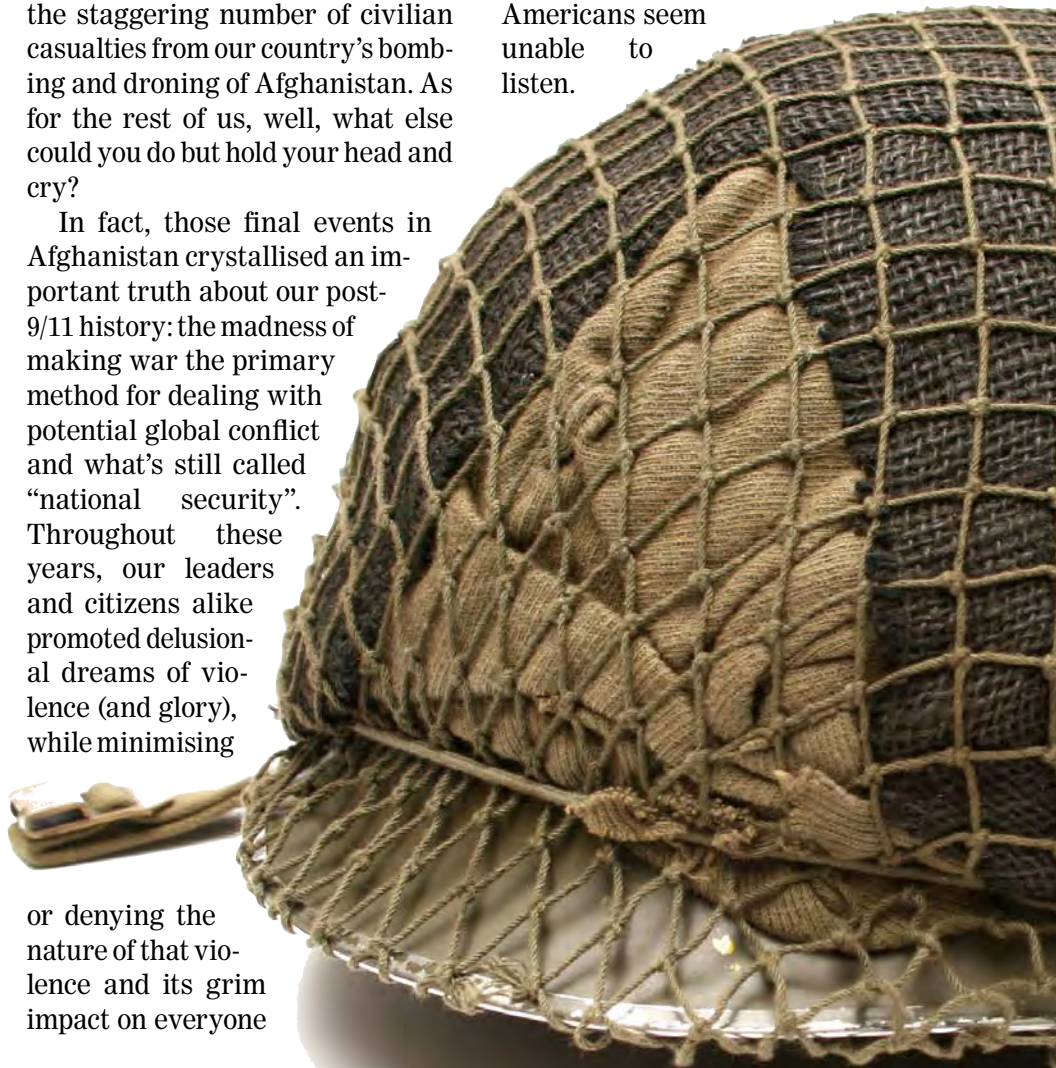 the staggering number of civilian
casualties from our country’s bomb-
ing and droning of Afghanistan. As
for the rest of us, well, what else
could you do but hold your head and
cry?
In fact, those final events in
Afghanistan crystallised an im-
portant truth about our post-
9/11 history: the madness of
making war the primary
method for dealing with
potential global conflict
and what’s still called
“national security”.
Throughout these
years, our leaders
and citizens alike
promoted delusion-
al dreams of vio-
lence (and glory),
while minimising
or denying the
nature of that vio-
lence and its grim
impact on everyone
Americans seem
unable to
listen.